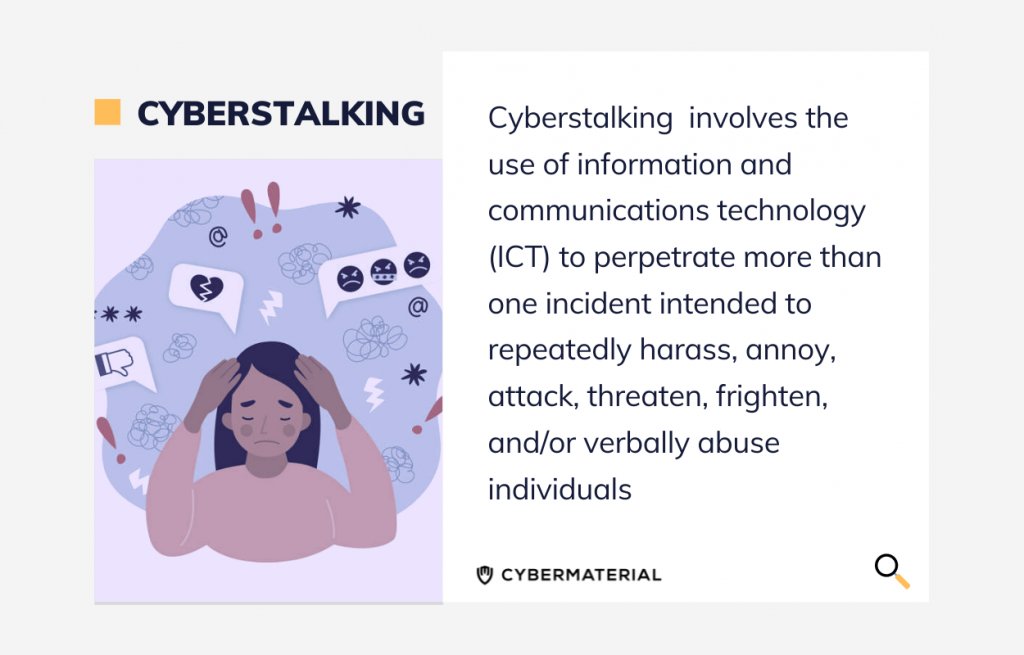 CYBERSTALKING
Cyberstalking involves the
use of information and
communications technology
(ICT) to perpetrate more than
one incident intended to
repeatedly harass, annoy,
attack, threaten, frighten,
and/or verbally abuse
individuals
CYBERMATERIAL
@
@